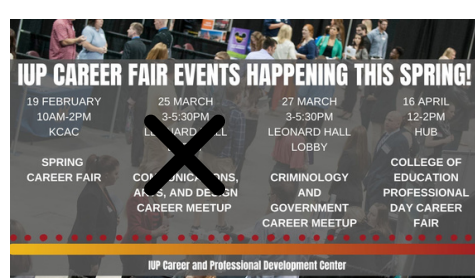 IUP CAREER FAIR EVENTS HAPPENING THIS SPRING!
19 FEBRUARY
10AM-2PM
KCAC
SPRING
CAREER FAIR
25 MARCH
3-5:30PM
ARTS, AND DESIGN
CAREER MEETUP
27 MARCH
3-5:30PM
LEONARD HALL
LOBBY
CRIMINOLOGY
AND
GOVERNMENT
CAREER MEETUP
16 APRIL
12-2PM
HUB
COLLEGE OF
EDUCATION
PROFESSIONAL
DAY CAREER
FAIR
IUP Career and Professional Development Center